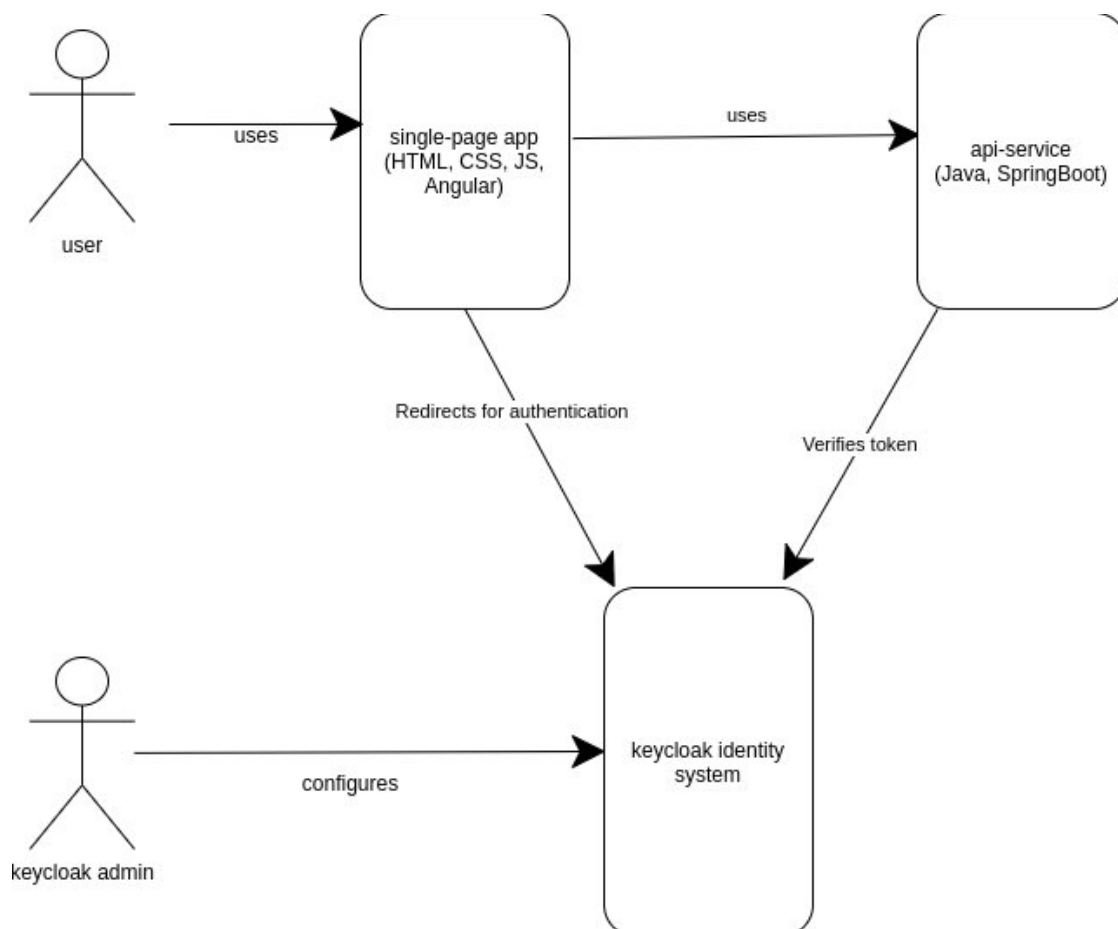 uses
single-page app
(HTML, CSS, JS,
Angular)
uses
api-service
(Java, SpringBoot)
user
Redirects for authentication
Verifies token
configures
keycloak identity
system
keycloak admin